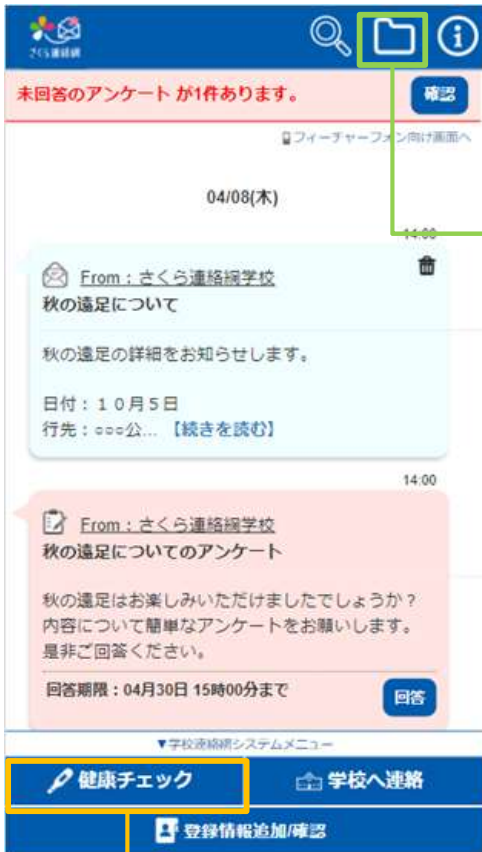 さくら連絡網
未回答のアンケート が1件あります。
確認
フィーチャーフォン向け画面へ
04/08(木)
14:00
From：さくら連絡網学校
秋の遠足について
秋の遠足の詳細をお知らせします。
日付：１０月５日
行先：○○○公...【続きを読む】
14:00
From：さくら連絡網学校
秋の遠足についてのアンケート
秋の遠足はお楽しみいただけましたでしょうか？
内容について簡単なアンケートをお願いします。
是非ご回答ください。
回答期限：04月30日 15時00分まで
回答
▼学校連絡網システムメニュー
健康チェック
学校へ連絡
登録情報追加/確認